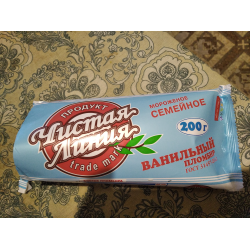 ПРОДУКТ
Чистая
Линия
trade mark
МОРОЖЕНОЕ
СЕМЕЙНОЕ
200г
ВАНИЛЬНЫЙ
ПЛОМБИР